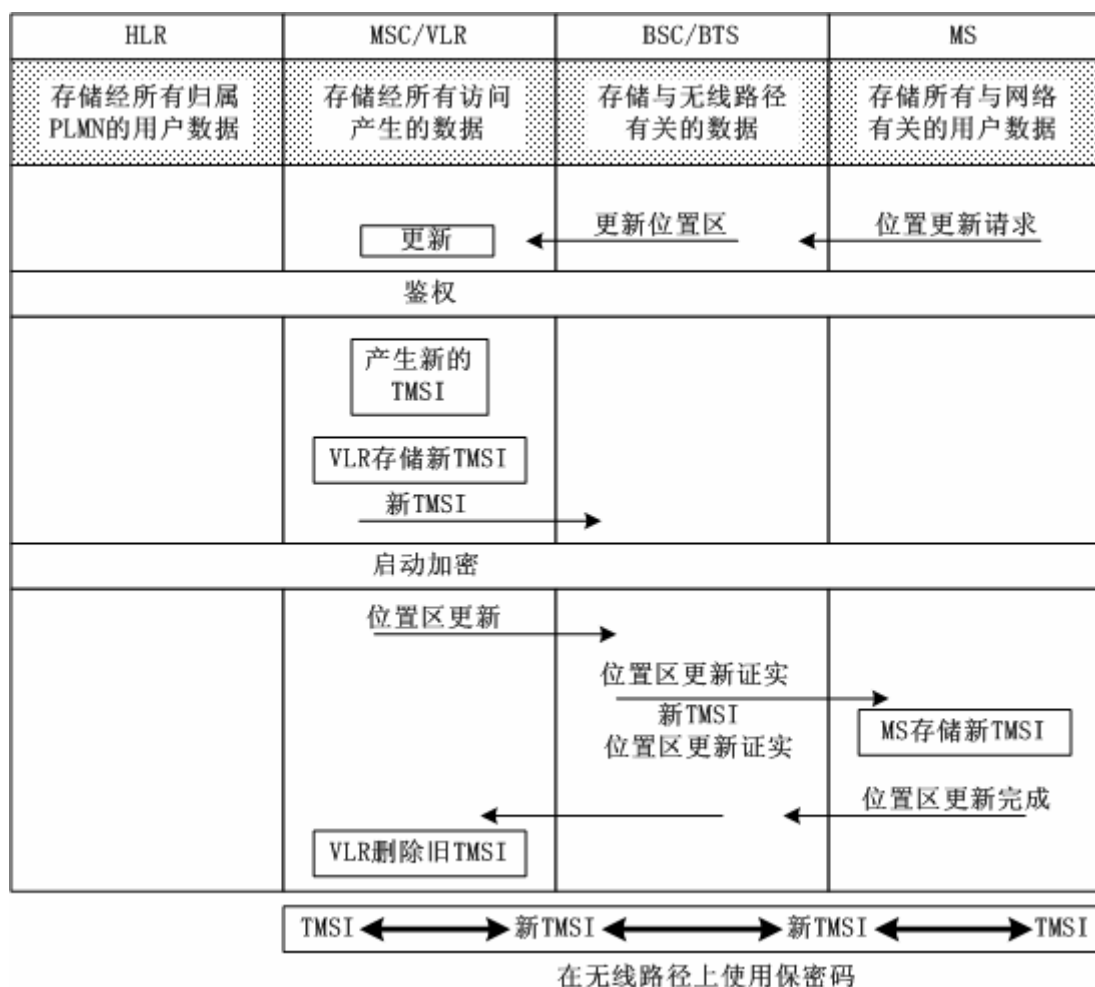 HLR
MSC/VLR
BSC/BTS
MS
存储经所有归属
PLMN的用户数据
存储经所有访问
产生的数据
存储与无线路径
有关的数据
存储所有与网络
有关的用户数据
更新
更新位置区
位置更新请求
鉴权
产生新的
TMSI
VLR存储新TMSI
新TMSI
启动加密
位置区更新
位置区更新证实
新TMSI
位置区更新证实
MS存储新TMSI
位置区更新完成
VLR删除旧TMSI
TMSI 新TMSI 新TMSI TMSI
在无线路径上使用保密码